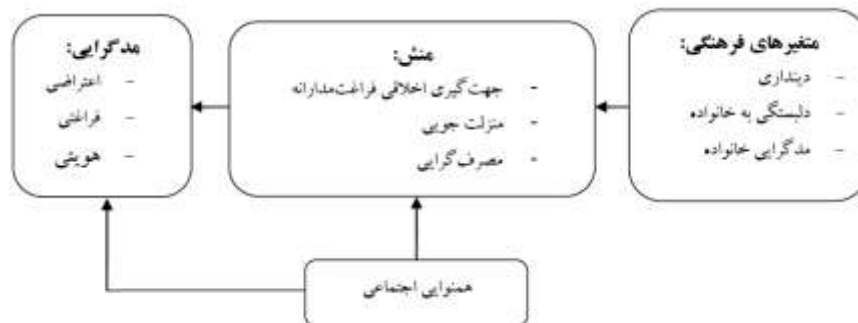 متغیرهای فرهنگی:
- دینداری
- دلبستگی به خانواده
- مدگرایی خانواده
منش:
- جهت‌گیری اخلاقی فراغت‌مدارانه
- منزلت جویی
- مصرف‌گرایی
مدگرایی:
- اعتراضی
- فراغتی
- هویتی
همنوایی اجتماعی